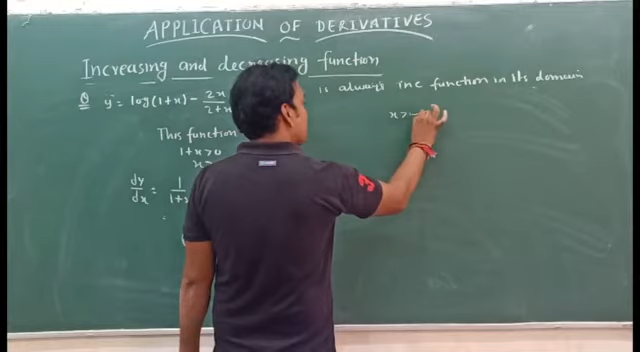 APPLICATION OF DERIVATIVES
Increasing and decreasing function
Q y = log(1+x) - 2x/2+x is always inc function in its domain
This function
1+x>0
x>
x>-
dy/dx = 1/1+x
=